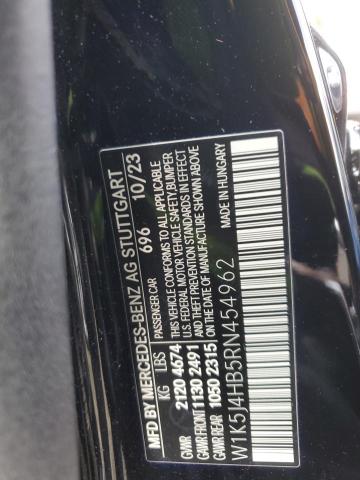 MFD BY MERCEDES-BENZ AG STUTTGART
696 10/23
PASSENGER CAR
KG LBS
GVWR 2120 4674
GAWR FRONT 1130 2491
GAWR REAR 1050 2315
THIS VEHICLE CONFORMS TO ALL APPLICABLE
U.S. FEDERAL MOTOR VEHICLE SAFETY, BUMPER
AND THEFT PREVENTION STANDARDS IN EFFECT
ON THE DATE OF MANUFACTURE SHOWN ABOVE
MADE IN HUNGARY
W1K5J4HB5RN454962